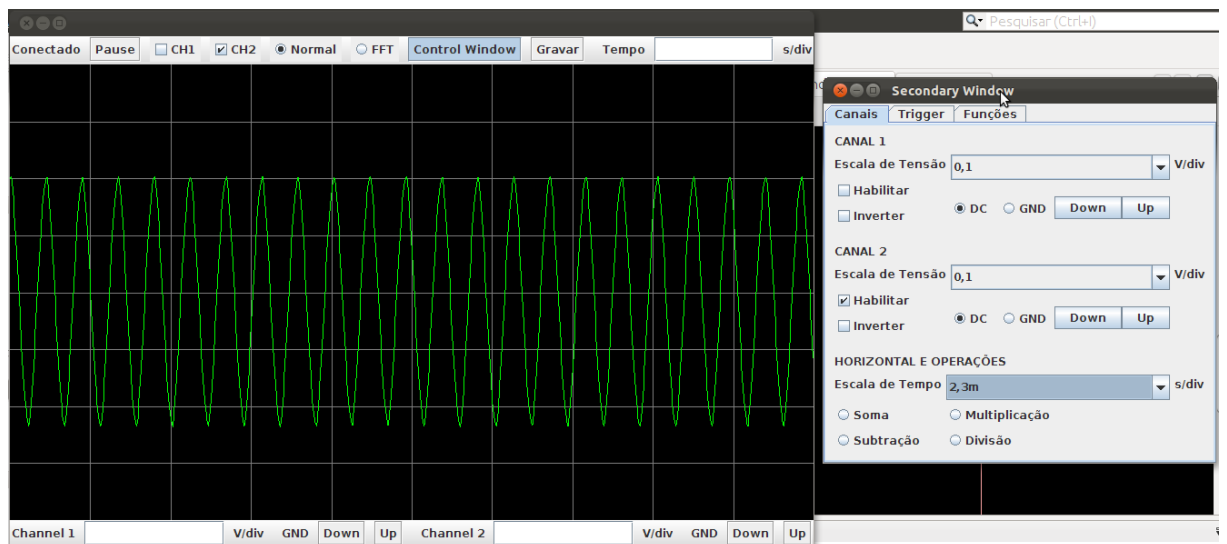 Pesquisar (Ctrl+I)
Conectado Pause CH1 CH2 Normal FFT Control Window Gravar Tempo s/div
Secondary Window
Canais Trigger Funções
CANAL 1
Escala de Tensão 0,1 V/div
Habilitar
Inverter DC GND Down Up
CANAL 2
Escala de Tensão 0,1 V/div
Habilitar
Inverter DC GND Down Up
HORIZONTAL E OPERAÇÕES
Escala de Tempo 2,3m s/div
Soma Multiplicação
Subtração Divisão
Channel 1 V/div GND Down Up Channel 2 V/div GND Down Up